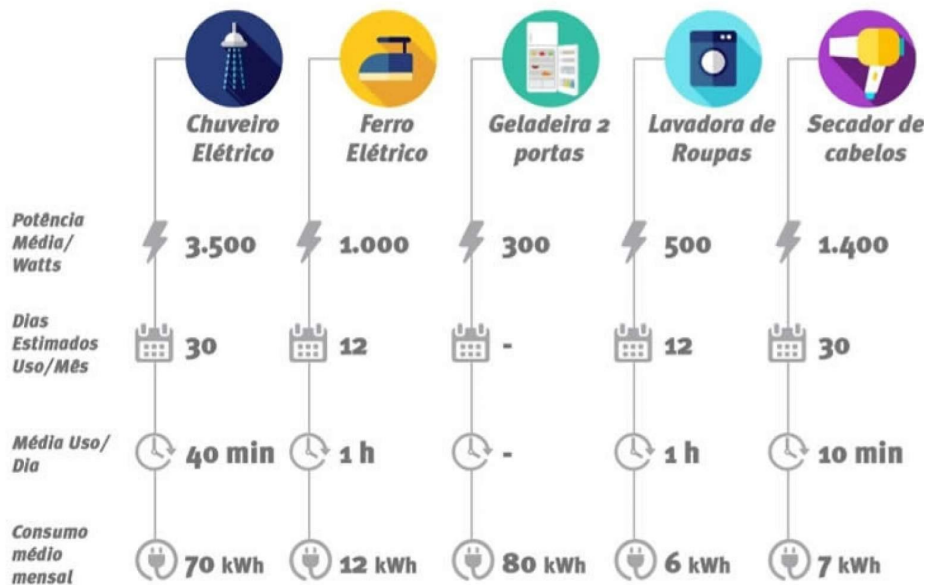 Chuveiro
Elétrico
Ferro
Elétrico
Geladeira 2
portas
Lavadora de
Roupas
Secador de
cabelos
Potência
Média/
Watts
3.500
1.000
300
500
1.400
Dias
Estimados
Uso/Mês
30
12
-
12
30
Média Uso/
Dia
40 min
1 h
-
1 h
10 min
Consumo
médio
mensal
70 kWh
12 kWh
80 kWh
6 kWh
7 kWh